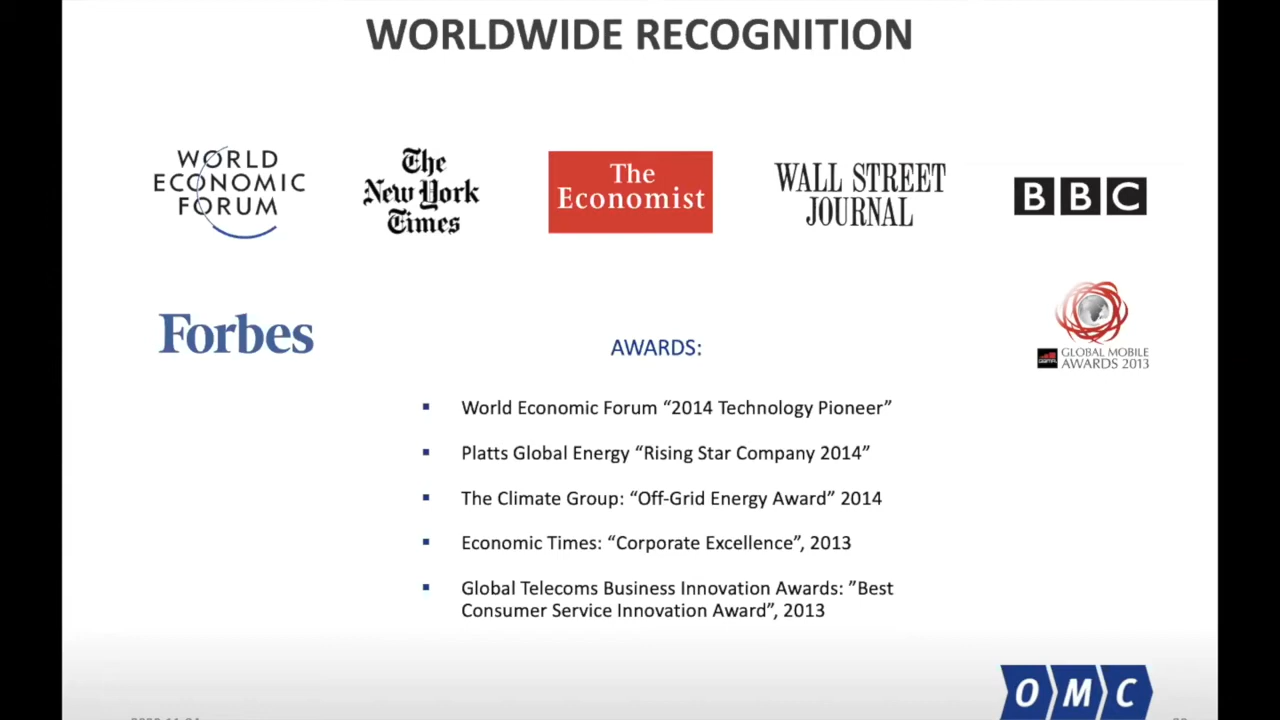 WORLDWIDE RECOGNITION
WORLD
ECONOMIC
FORUM
The
New York
Times
The
Economist
WALL STREET
JOURNAL
BBC
Forbes
AWARDS:
GLOBAL MOBILE
AWARDS 2013
▪ World Economic Forum “2014 Technology Pioneer”
▪ Platts Global Energy “Rising Star Company 2014”
▪ The Climate Group: “Off-Grid Energy Award” 2014
▪ Economic Times: “Corporate Excellence”, 2013
▪ Global Telecoms Business Innovation Awards: ”Best
Consumer Service Innovation Award”, 2013
OMC